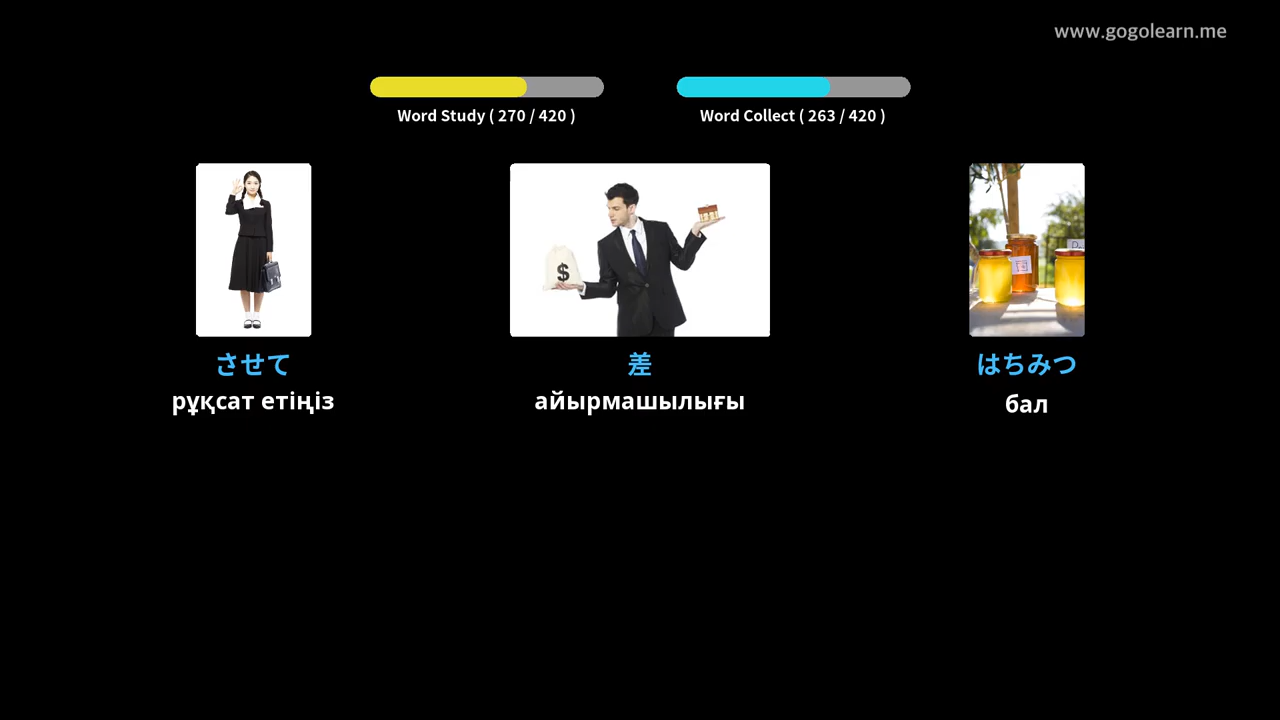 www.gogolearn.me
Word Study ( 270 / 420 )
Word Collect ( 263 / 420 )
$
させて
рұқсат етіңіз
差
айырмашылығы
はちみつ
бал